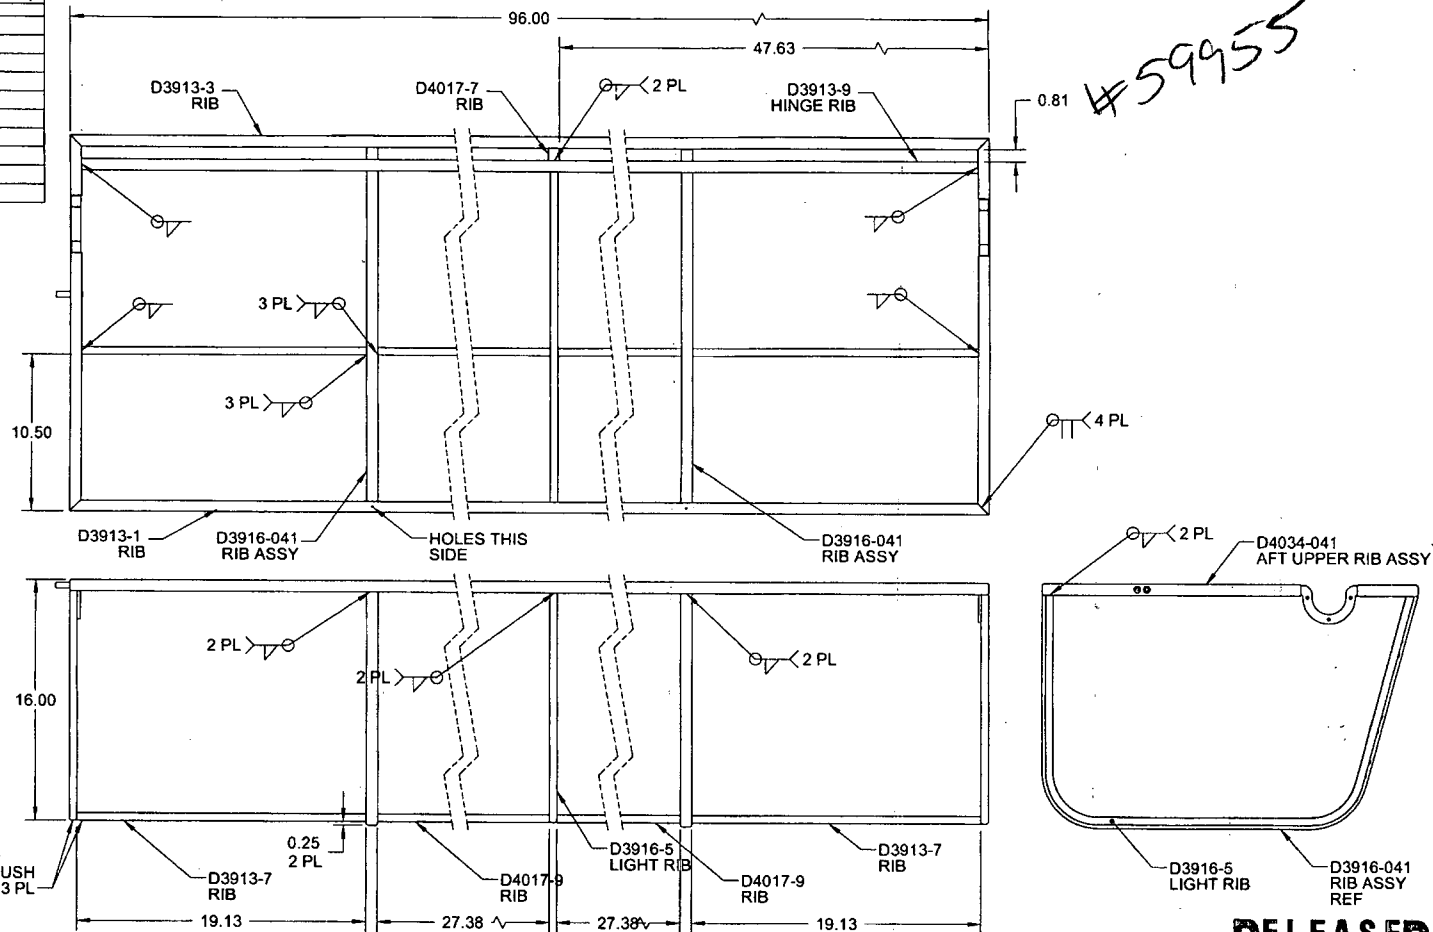 96.00
47.63
#59955
D3913-3
RIB
D4017-7
RIB
2 PL
D3913-9
HINGE RIB
0.81
3 PL
3 PL
10.50
4 PL
D3913-1
RIB
D3916-041
RIB ASSY
HOLES THIS
SIDE
D3916-041
RIB ASSY
2 PL
D4034-041
AFT UPPER RIB ASSY
2 PL
2 PL
2 PL
16.00
0.25
2 PL
USH
3 PL
D3913-7
RIB
D4017-9
RIB
D3916-5
LIGHT RIB
D4017-9
RIB
D3913-7
RIB
D3916-5
LIGHT RIB
D3916-041
RIB ASSY
REF
19.13
27.38
27.38
19.13
RELEASED